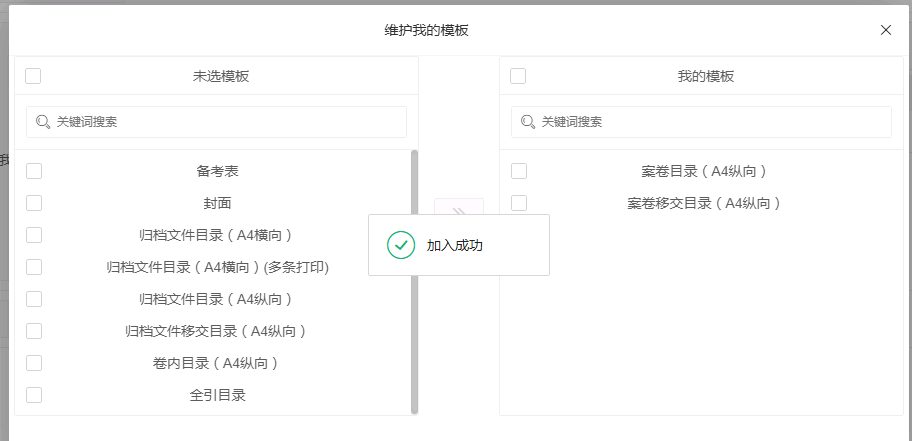 维护我的模板
未选模板
关键词搜索
备考表
封面
归档文件目录（A4横向）
归档文件目录（A4横向）(多条打印)
归档文件目录（A4纵向）
归档文件移交目录（A4纵向）
卷内目录（A4纵向）
全引目录
加入成功
我的模板
关键词搜索
案卷目录（A4纵向）
案卷移交目录（A4纵向）
我